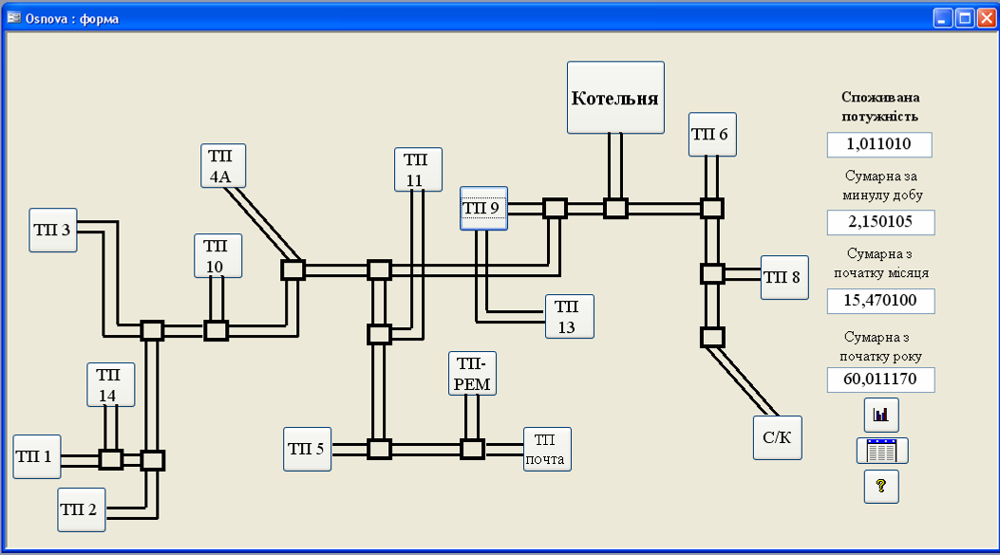 Osnova : форма
Котельня
ТП 6
Споживана
потужність
1,011010
Сумарна за
минулу добу
2,150105
Сумарна з
початку місяця
15,470100
Сумарна з
початку року
60,011170
?
ТП
4А
ТП
11
ТП 9
ТП 3
ТП
10
ТП 8
ТП
13
ТП
14
ТП-
РЕМ
ТП 1
ТП 5
ТП
почта
С/К
ТП 2